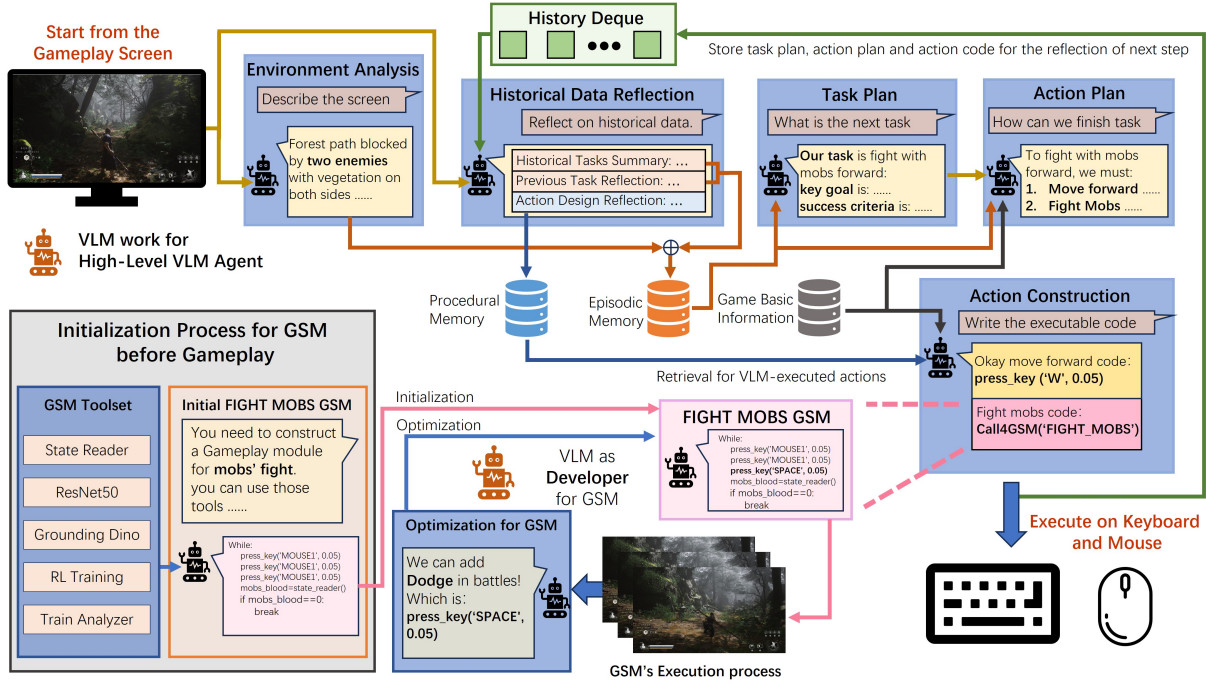 Start from the
Gameplay Screen
History Deque
Store task plan, action plan and action code for the reflection of next step
Environment Analysis
Describe the screen
Forest path blocked
by two enemies
with vegetation on
both sides ......
Historical Data Reflection
Reflect on historical data.
Historical Tasks Summary: ...
Previous Task Reflection: ...
Action Design Reflection: ...
Task Plan
What is the next task
Our task is fight with
mobs forward:
key goal is: ......
success criteria is: ......
Action Plan
How can we finish task
To fight with mobs
forward, we must:
1. Move forward ......
2. Fight Mobs ......
VLM work for
High-Level VLM Agent
Procedural
Memory
Episodic
Memory
Game Basic
Information
Action Construction
Write the executable code
Okay move forward code:
press_key (‘W’, 0.05)
Fight mobs code:
Call4GSM(‘FIGHT_MOBS’)
Retrieval for VLM-executed actions
Initialization Process for GSM
before Gameplay
GSM Toolset
State Reader
ResNet50
Grounding Dino
RL Training
Train Analyzer
Initial FIGHT MOBS GSM
You need to construct
a Gameplay module
for mobs’ fight.
you can use those
tools ......
While:
press_key('MOUSE1', 0.05)
press_key('MOUSE1', 0.05)
press_key('MOUSE1', 0.05)
mobs_blood=state_reader()
if mobs_blood==0:
break
Initialization
Optimization
VLM as
Developer
for GSM
FIGHT MOBS GSM
While:
press_key('MOUSE1', 0.05)
press_key('MOUSE1', 0.05)
press_key('SPACE', 0.05)
mobs_blood=state_reader()
if mobs_blood==0:
break
Optimization for GSM
We can add
Dodge in battles!
Which is:
press_key(‘SPACE’,
0.05)
GSM’s Execution process
Execute on Keyboard
and Mouse